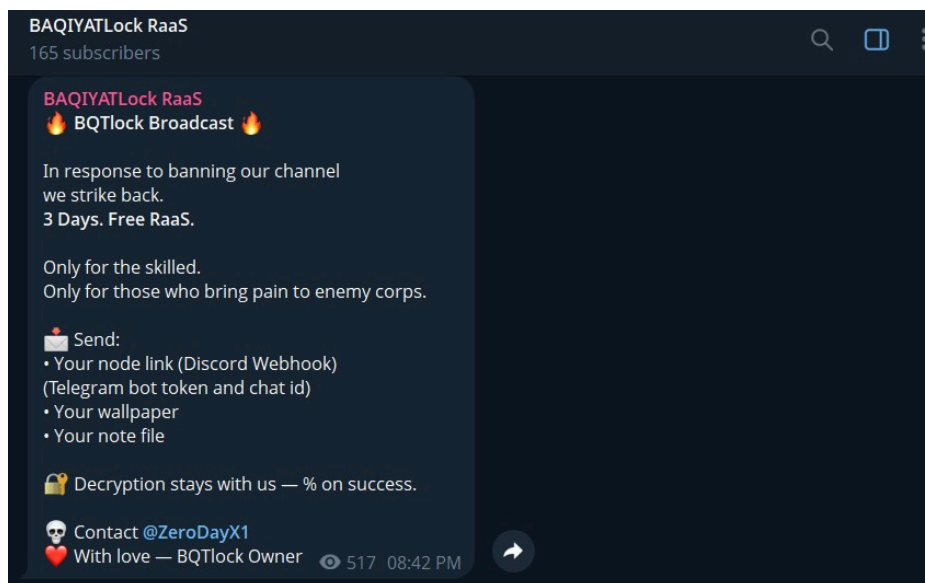 BAQIYATLock RaaS
165 subscribers
BAQIYATLock RaaS
🔥 BQTlock Broadcast 🔥
In response to banning our channel
we strike back.
3 Days. Free RaaS.
Only for the skilled.
Only for those who bring pain to enemy corps.
📩 Send:
• Your node link (Discord Webhook)
(Telegram bot token and chat id)
• Your wallpaper
• Your note file
🔐 Decryption stays with us — % on success.
💀 Contact @ZeroDayX1
❤️ With love — BQTlock Owner 517 08:42 PM